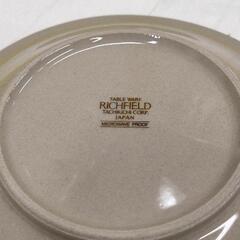 TABLE WARE
RICHFIELD
TACHIKICHI CORP.
JAPAN
MICROWAVE PROOF